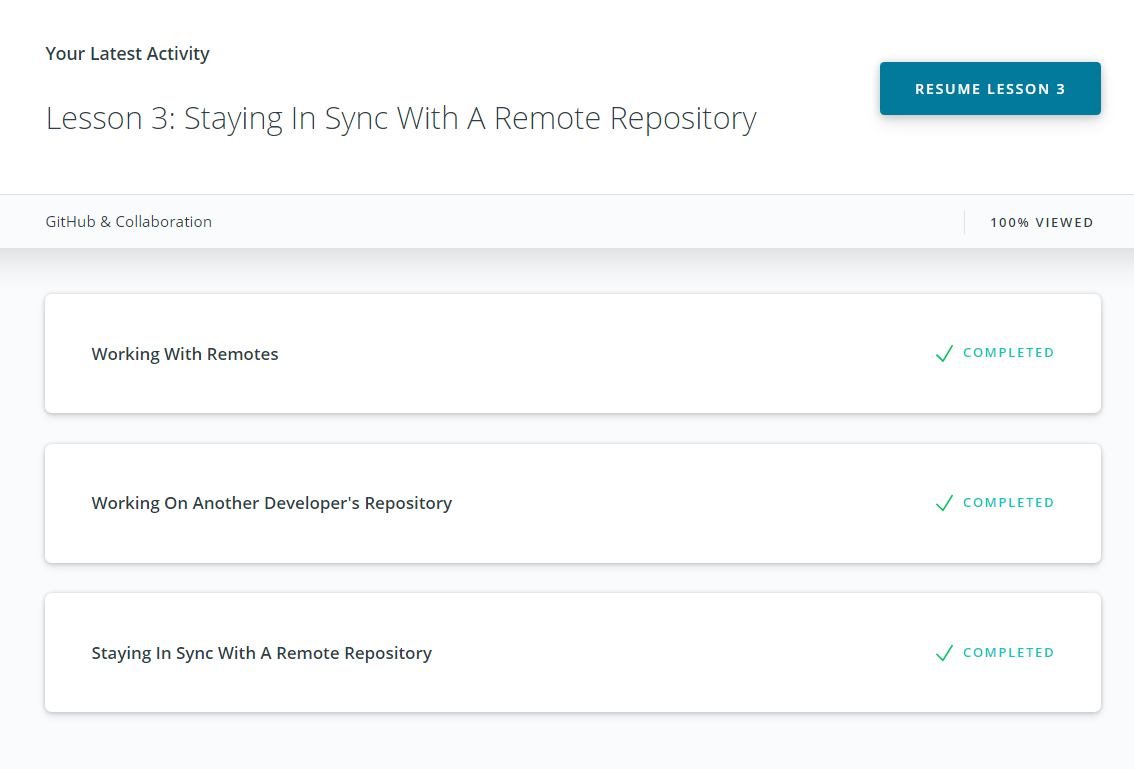 Your Latest Activity
Lesson 3: Staying In Sync With A Remote Repository
RESUME LESSON 3
GitHub & Collaboration
100% VIEWED
Working With Remotes
COMPLETED
Working On Another Developer's Repository
COMPLETED
Staying In Sync With A Remote Repository
COMPLETED